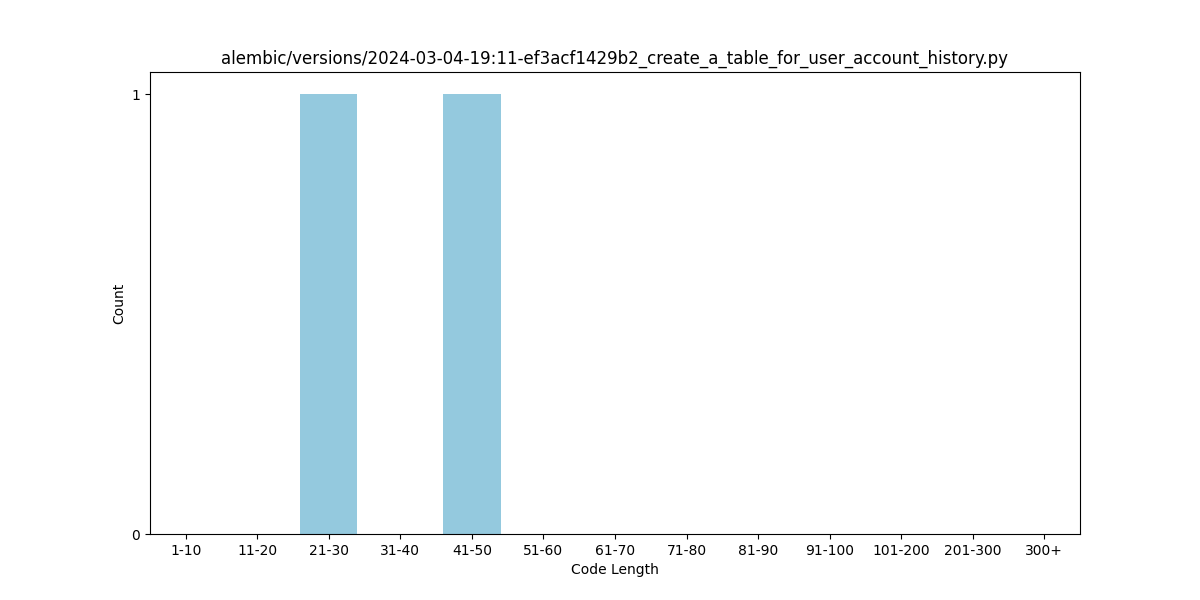 alembic/versions/2024-03-04-19:11-ef3acf1429b2_create_a_table_for_user_account_history.py
1
Count
0
1-10 11-20 21-30 31-40 41-50 51-60 61-70 71-80 81-90 91-100 101-200 201-300 300+
Code Length